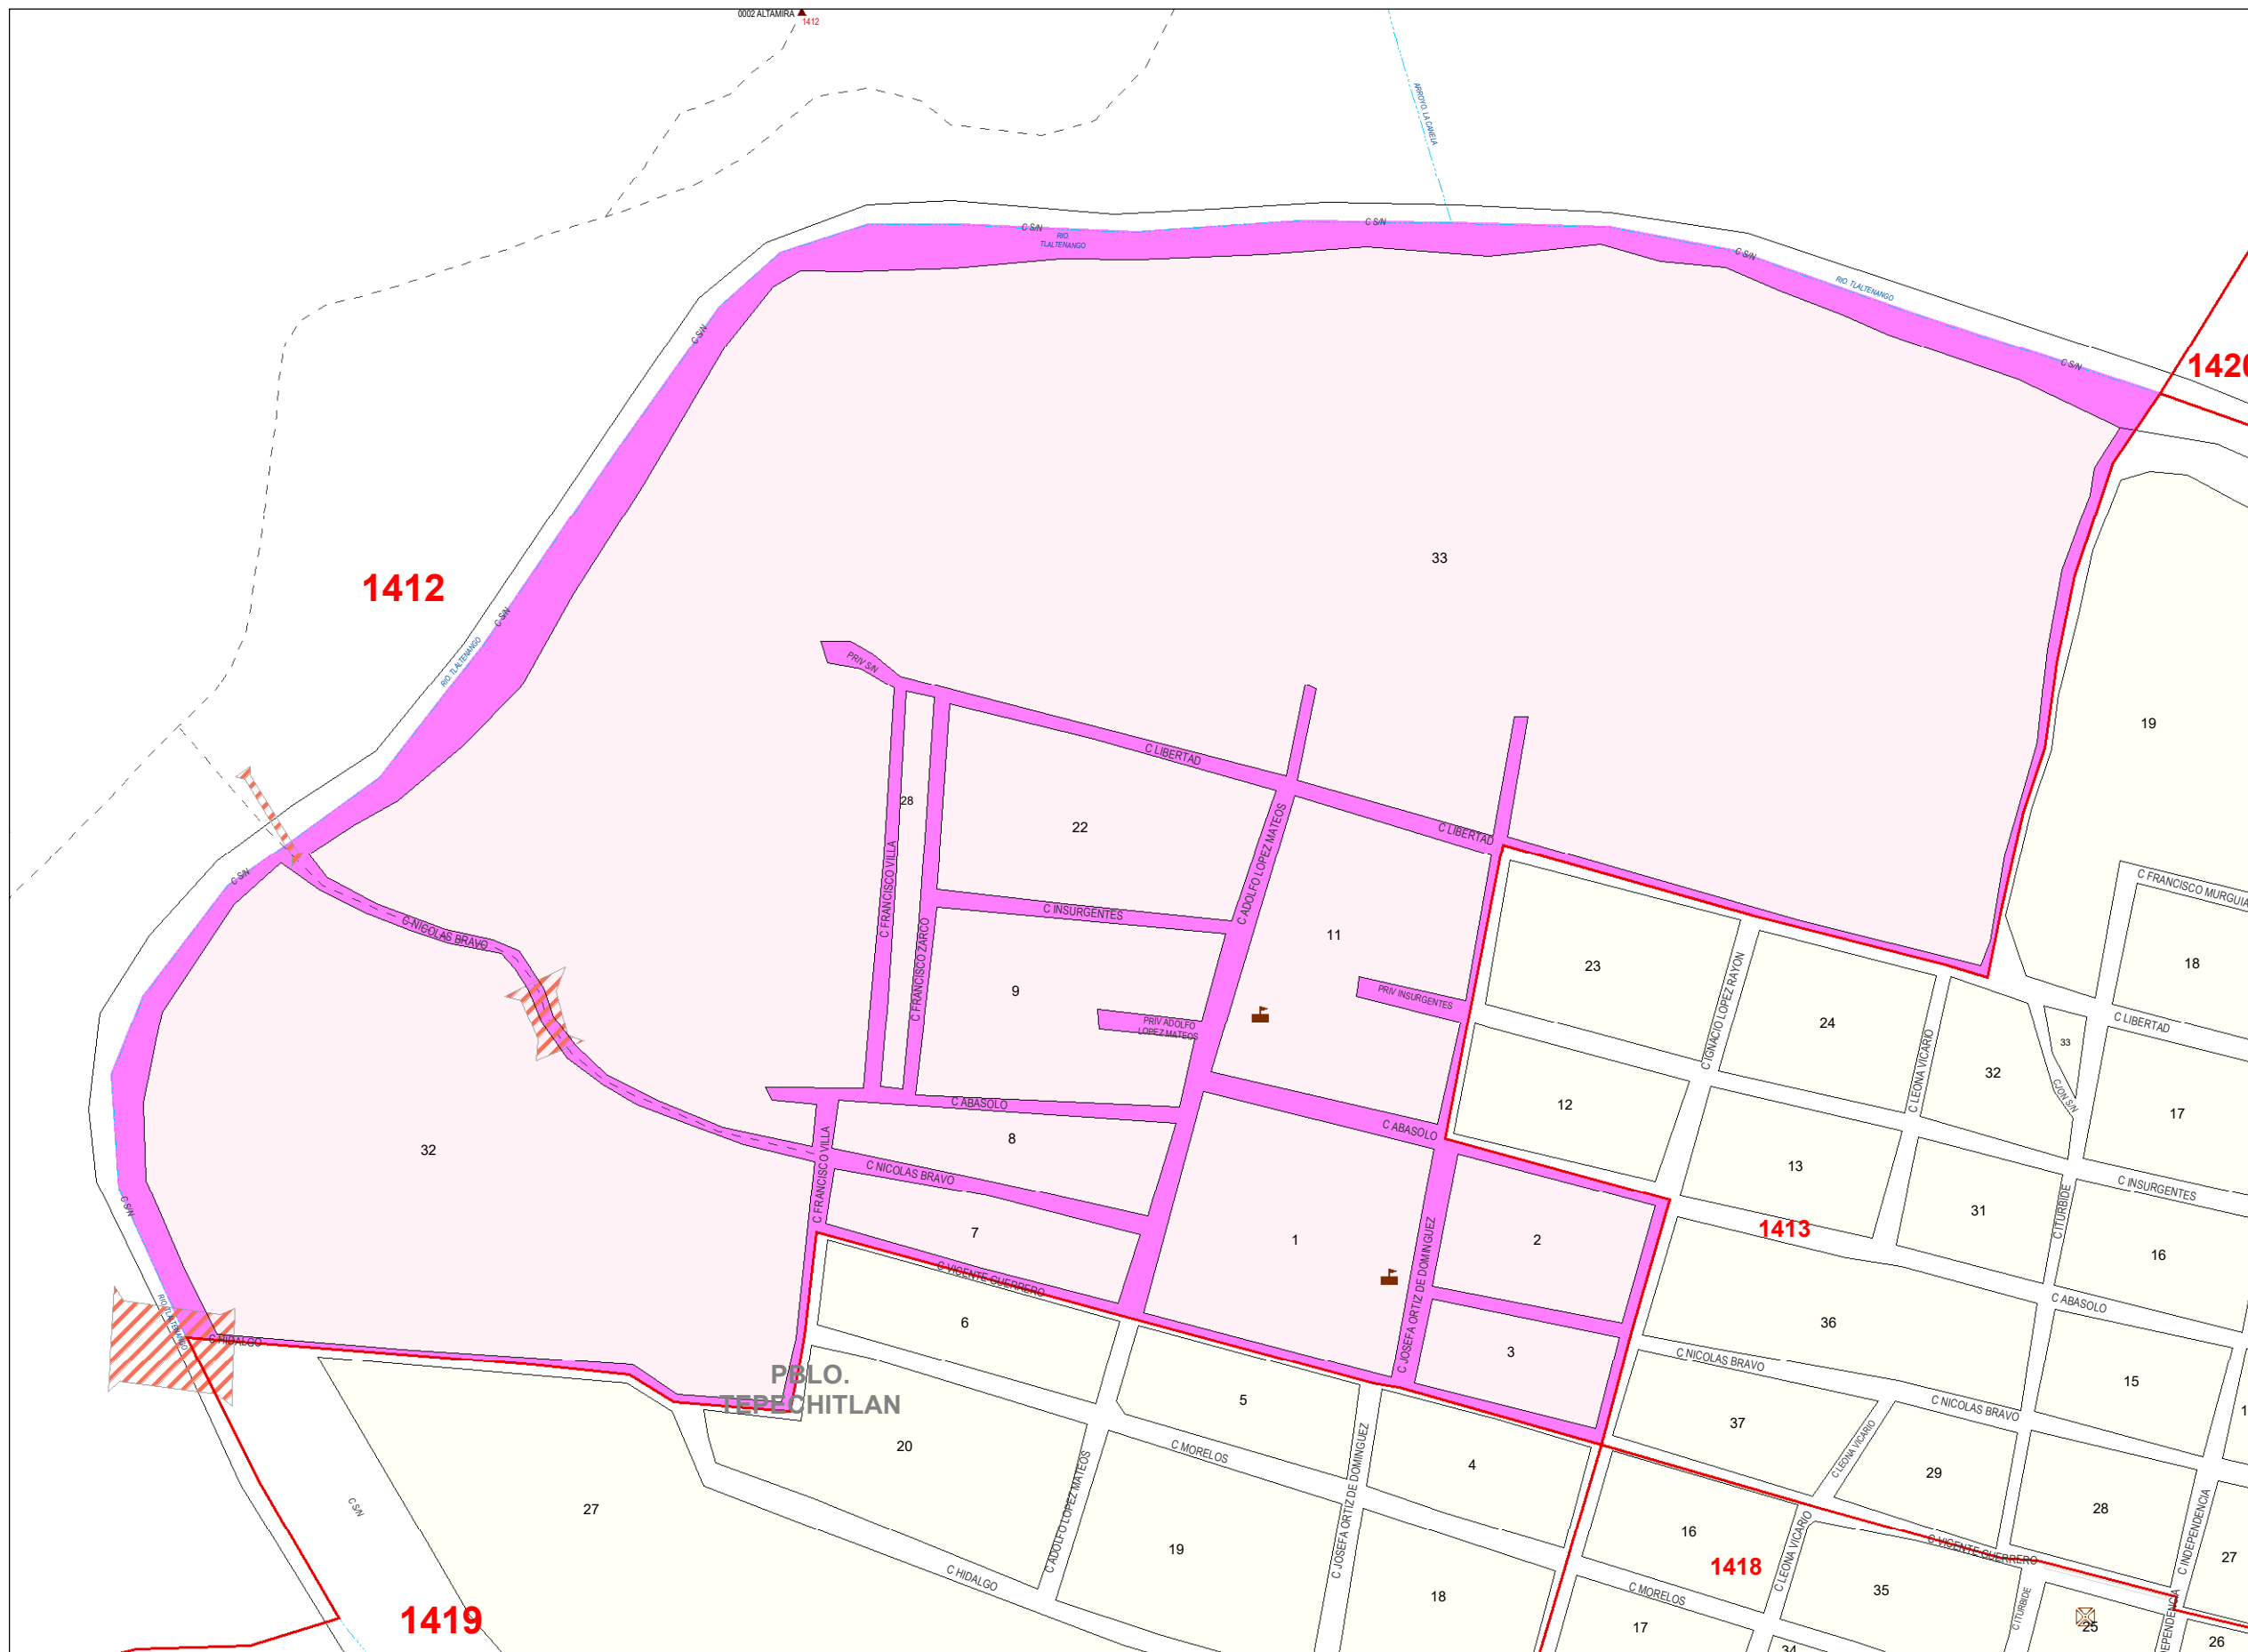 0002 ALTAMIRA
1412
ARROYO. LA CANELA
C S/N
RIO.
TLALTENANGO
C S/N
C S/N
RIO. TLALTENANGO
C S/N
1420
C S/N
33
1412
C S/N
RIO. TLALTENANGO
PRIV S/N
19
C LIBERTAD
28
22
C ADOLFO LOPEZ MATEOS
C LIBERTAD
C S/N
C FRANCISCO VILLA
C NICOLAS BRAVO
C INSURGENTES
C FRANCISCO ZARCO
11
9
23
C IGNACIO LOPEZ RAYON
C FRANCISCO MURGUIA
18
PRIV INSURGENTES
PRIV ADOLFO
LOPEZ MATEOS
24
C LIBERTAD
33
C LEONA VICARIO
32
CJON S/N
17
12
C ABASOLO
C ABASOLO
8
32
13
C NICOLAS BRAVO
C FRANCISCO VILLA
C INSURGENTES
C ITURBIDE
31
C S/N
7
1
2
1413
16
C VICENTE GUERRERO
C JOSEFA ORTIZ DE DOMINGUEZ
C ABASOLO
RIO. TLALTENANGO
C HIDALGO
6
36
3
C NICOLAS BRAVO
PBLO.
TEPECHITLAN
15
5
C NICOLAS BRAVO
37
C LEONA VICARIO
20
C MORELOS
4
29
C ADOLFO LOPEZ MATEOS
C JOSEFA ORTIZ DE DOMINGUEZ
C S/N
27
28
C INDEPENDENCIA
16
C LEONA VICARIO
C VICENTE GUERRERO
19
27
1418
C HIDALGO
35
C MORELOS
18
C ITURBIDE
1419
17
25
26
34